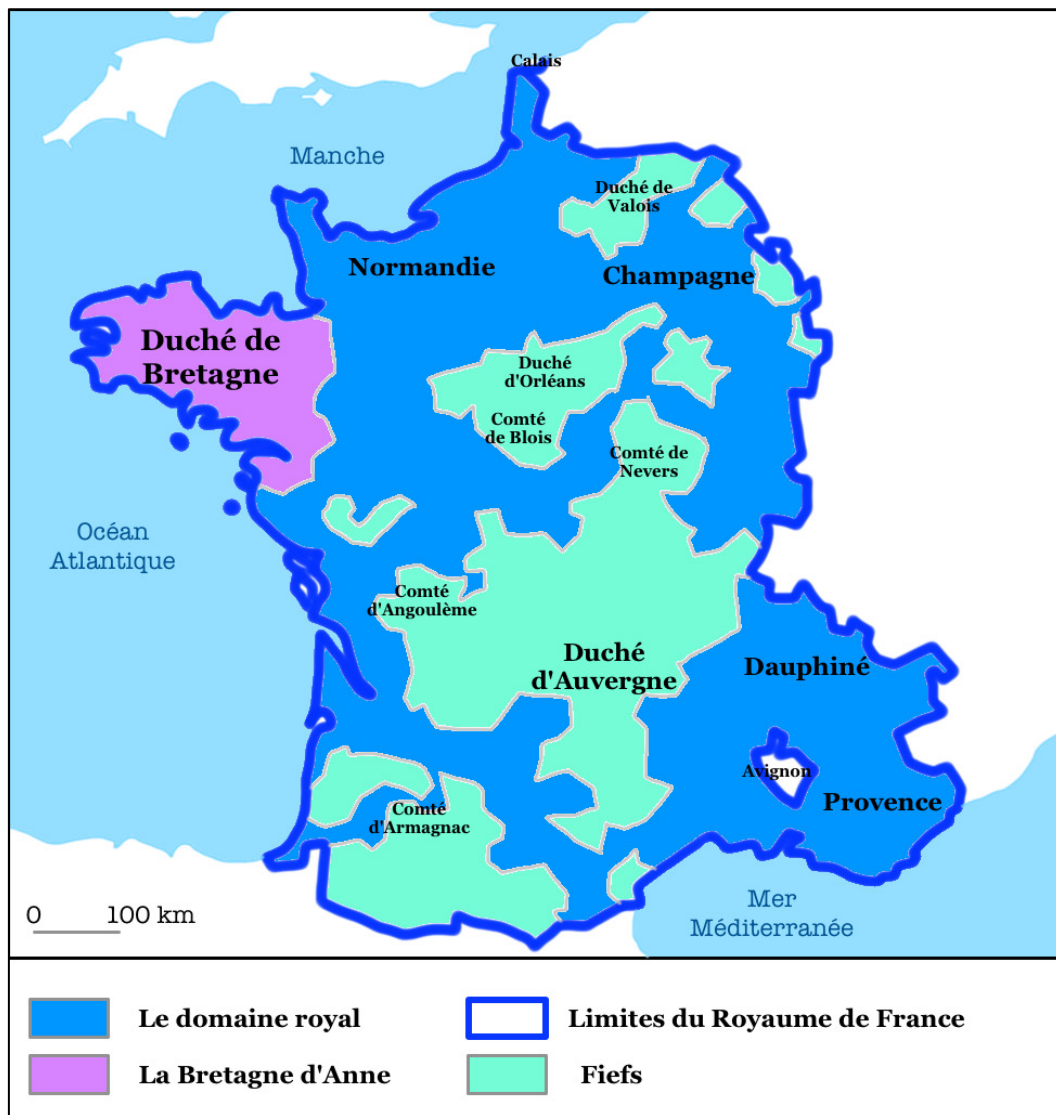 Calais
Manche
Duché de
Valois
Normandie
Champagne
Duché de
Bretagne
Duché
d'Orléans
Comté
de Blois
Comté de
Nevers
Océan
Atlantique
Comté
d'Angoulème
Duché
d'Auvergne
Dauphiné
Avignon
Provence
Comté
d'Armagnac
0 100 km
Mer
Méditerranée
Le domaine royal
Limites du Royaume de France
La Bretagne d'Anne
Fiefs